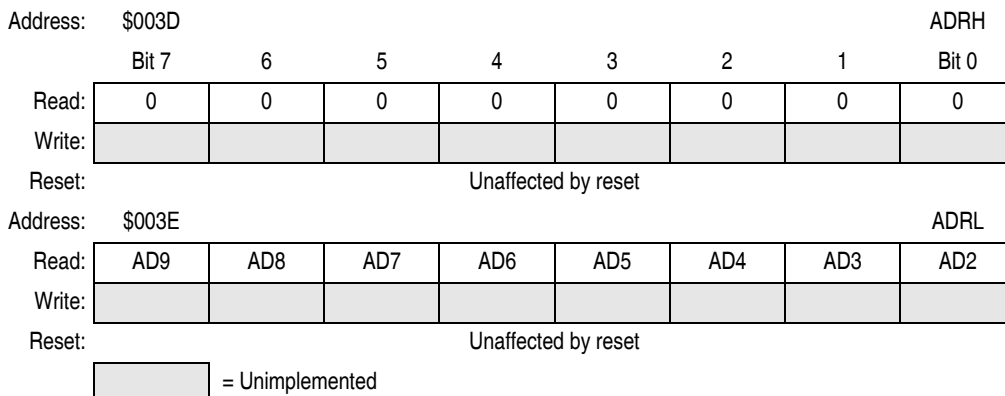 Address: $003D ADRH
Bit 7 6 5 4 3 2 1 Bit 0
Read: 0 0 0 0 0 0 0 0
Write:
Reset: Unaffected by reset
Address: $003E ADRL
Read: AD9 AD8 AD7 AD6 AD5 AD4 AD3 AD2
Write:
Reset: Unaffected by reset
= Unimplemented